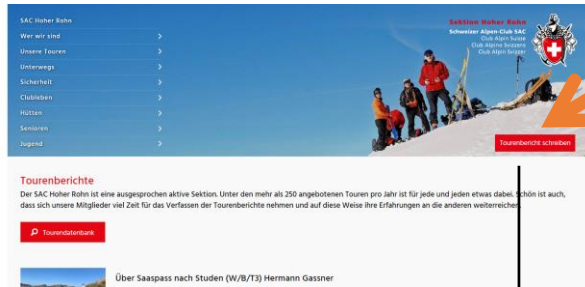 SAC Hoher Rohn
Wer wir sind
Unsere Touren
Unterwegs
Sicherheit
Clubleben
Hütten
Senioren
Jugend
Sektion Hoher Rohn
Schweizer Alpen-Club SAC
Club Alpin Suisse
Club Alpino Svizzero
Club Alpin Svizzer
Tourenbericht schreiben
Tourenberichte
Der SAC Hoher Rohn ist eine ausgesprochen aktive Sektion. Unter den mehr als 250 angebotenen Touren pro Jahr ist für jede und jeden etwas dabei. Schön ist auch,
dass sich unsere Mitglieder viel Zeit für das Verfassen der Tourenberichte nehmen und auf diese Weise ihre Erfahrungen an die anderen weiterreichen.
Tourendatenbank
Über Saaspass nach Studen (W/B/T3) Hermann Gassner